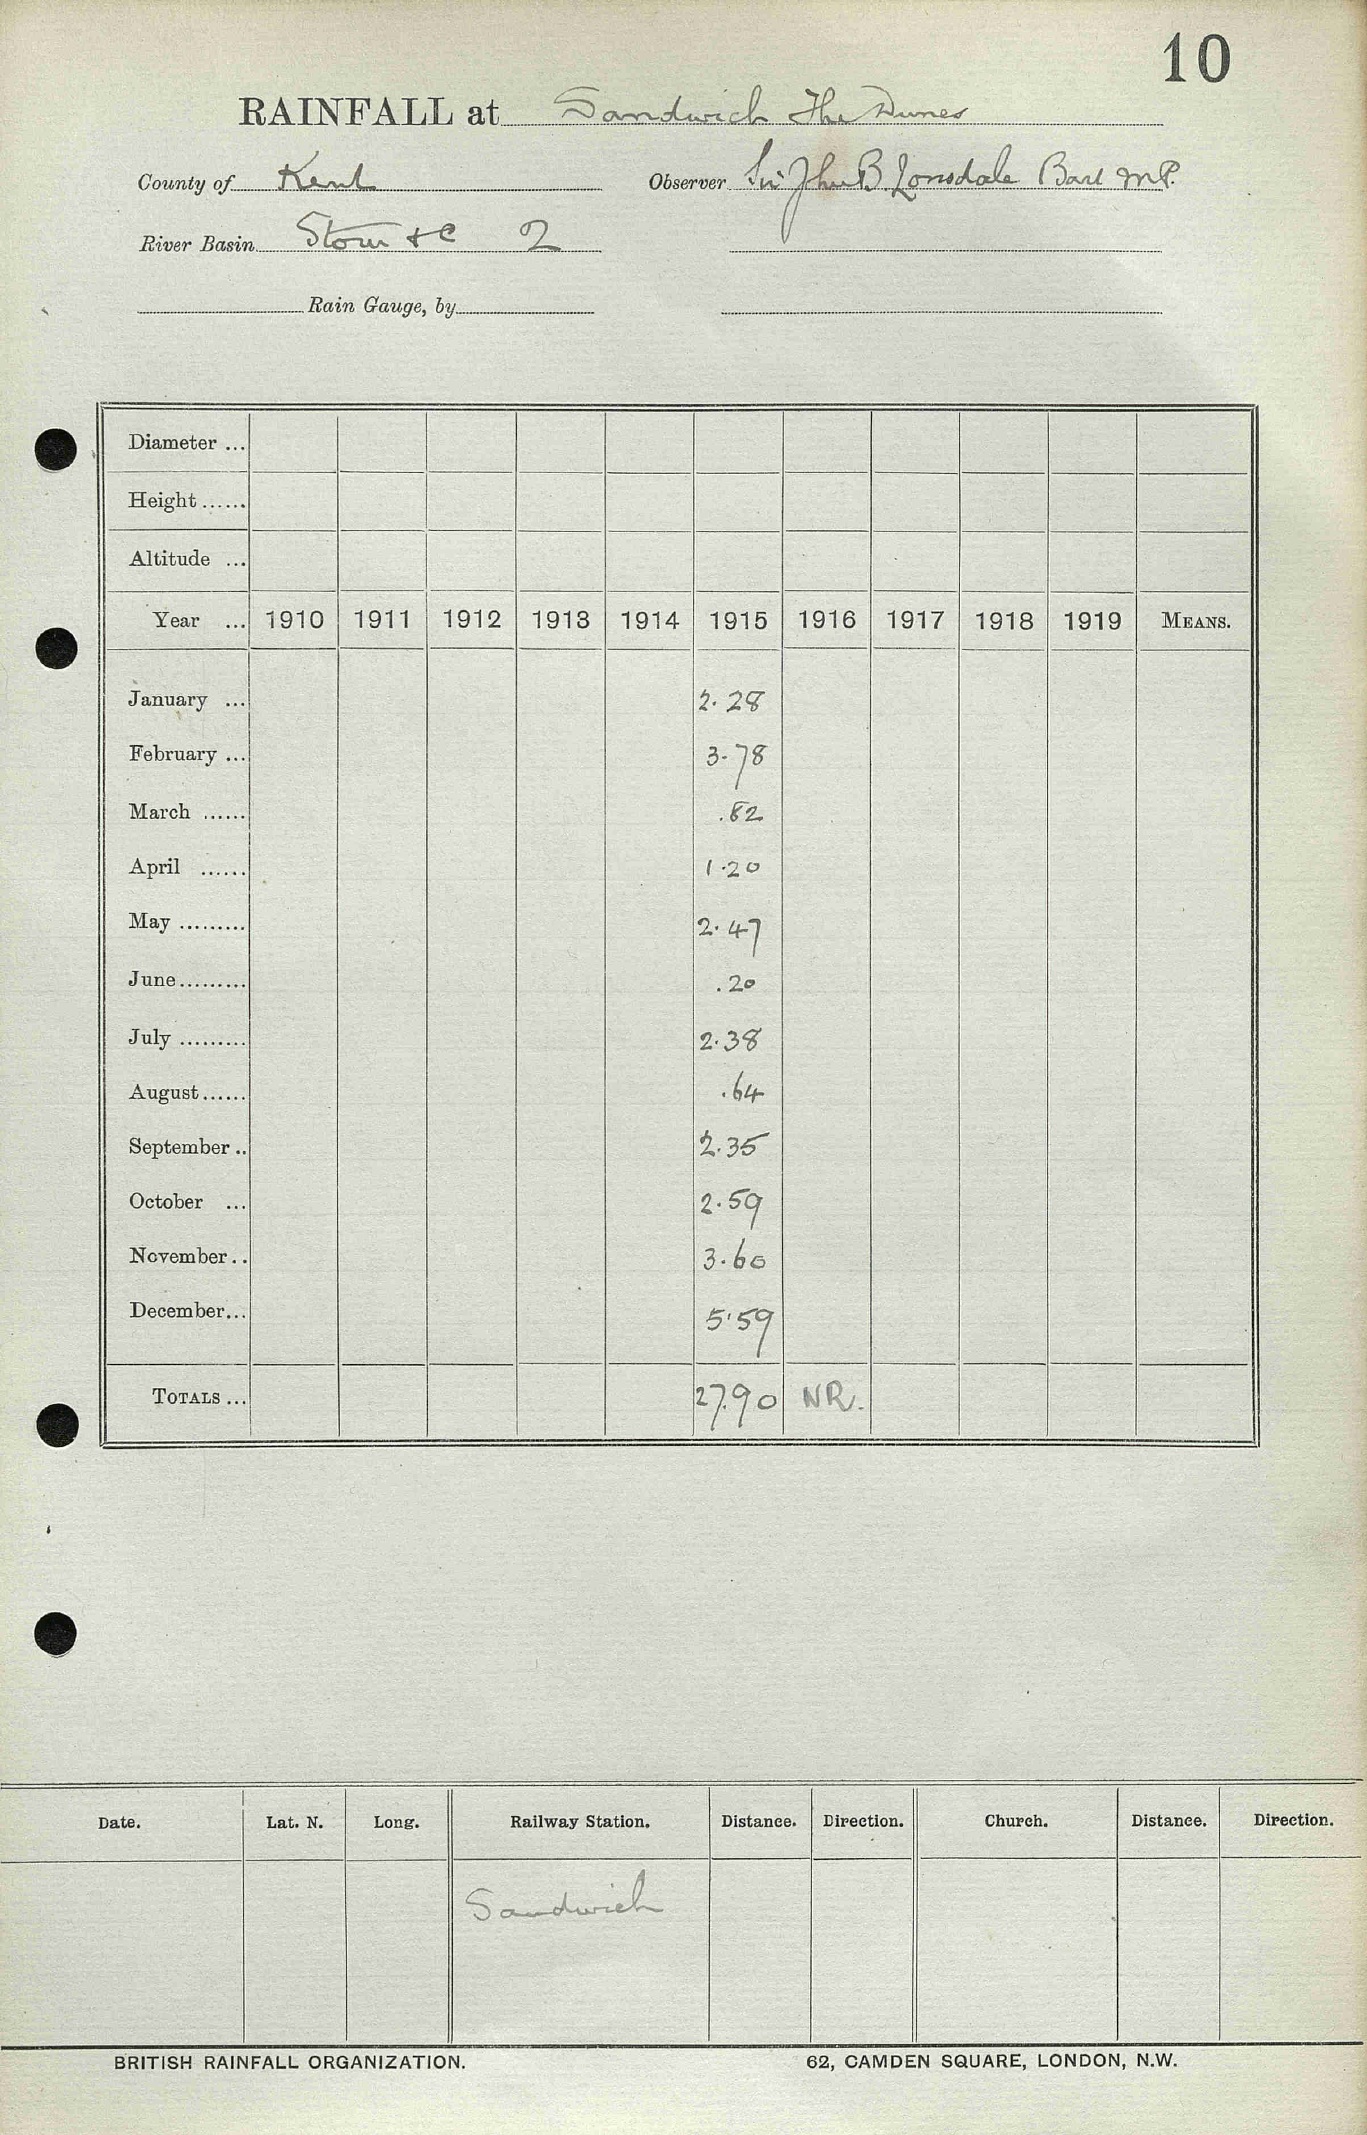 10
RAINFALL at Sandwich The Dunes
County of Kent Observer Sir John B. Lonsdale Bart M.P.
River Basin Stour &c 2
Rain Gauge, by
Diameter ...
Height ......
Altitude ...
Year ... 1910 1911 1912 1913 1914 1915 1916 1917 1918 1919 MEANS.
January ... 2.28
February ... 3.78
March ...... .82
April ...... 1.20
May ......... 2.47
June ......... .20
July ......... 2.38
August ...... .64
September .. 2.35
October ... 2.59
November .. 3.60
December ... 5.59
TOTALS ... 27.90 NR.
Date. Lat. N. Long. Railway Station. Distance. Direction. Church. Distance. Direction.
Sandwich
BRITISH RAINFALL ORGANIZATION. 62, CAMDEN SQUARE, LONDON, N.W.